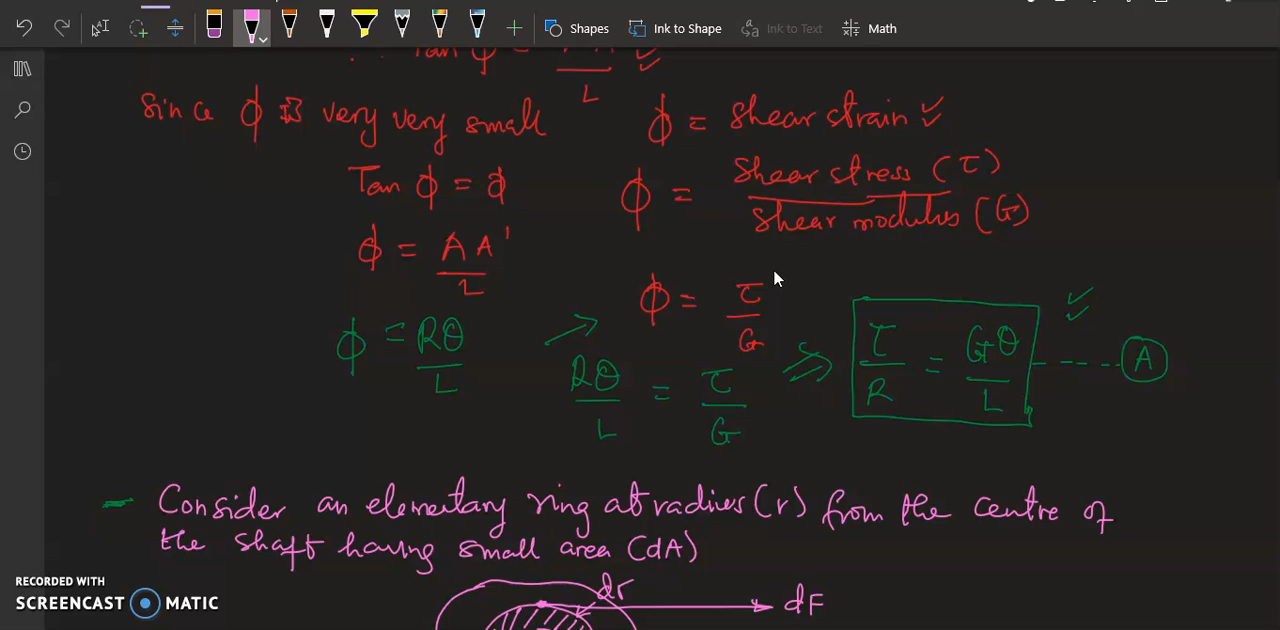 Shapes Ink to Shape Ink to Text Math
∴ Tan φ = AA' / L
Since φ is very very small φ = Shear strain
Tan φ = φ φ = Shear stress (τ) / Shear modulus (G)
φ = AA' / L
φ = τ / G
φ = Rθ / L
Rθ / L = τ / G ⇒ τ / R = Gθ / L ---- A
– Consider an elementary ring at radius (r) from the centre of
the shaft having small area (dA)
dr
dF
RECORDED WITH
SCREENCAST MATIC